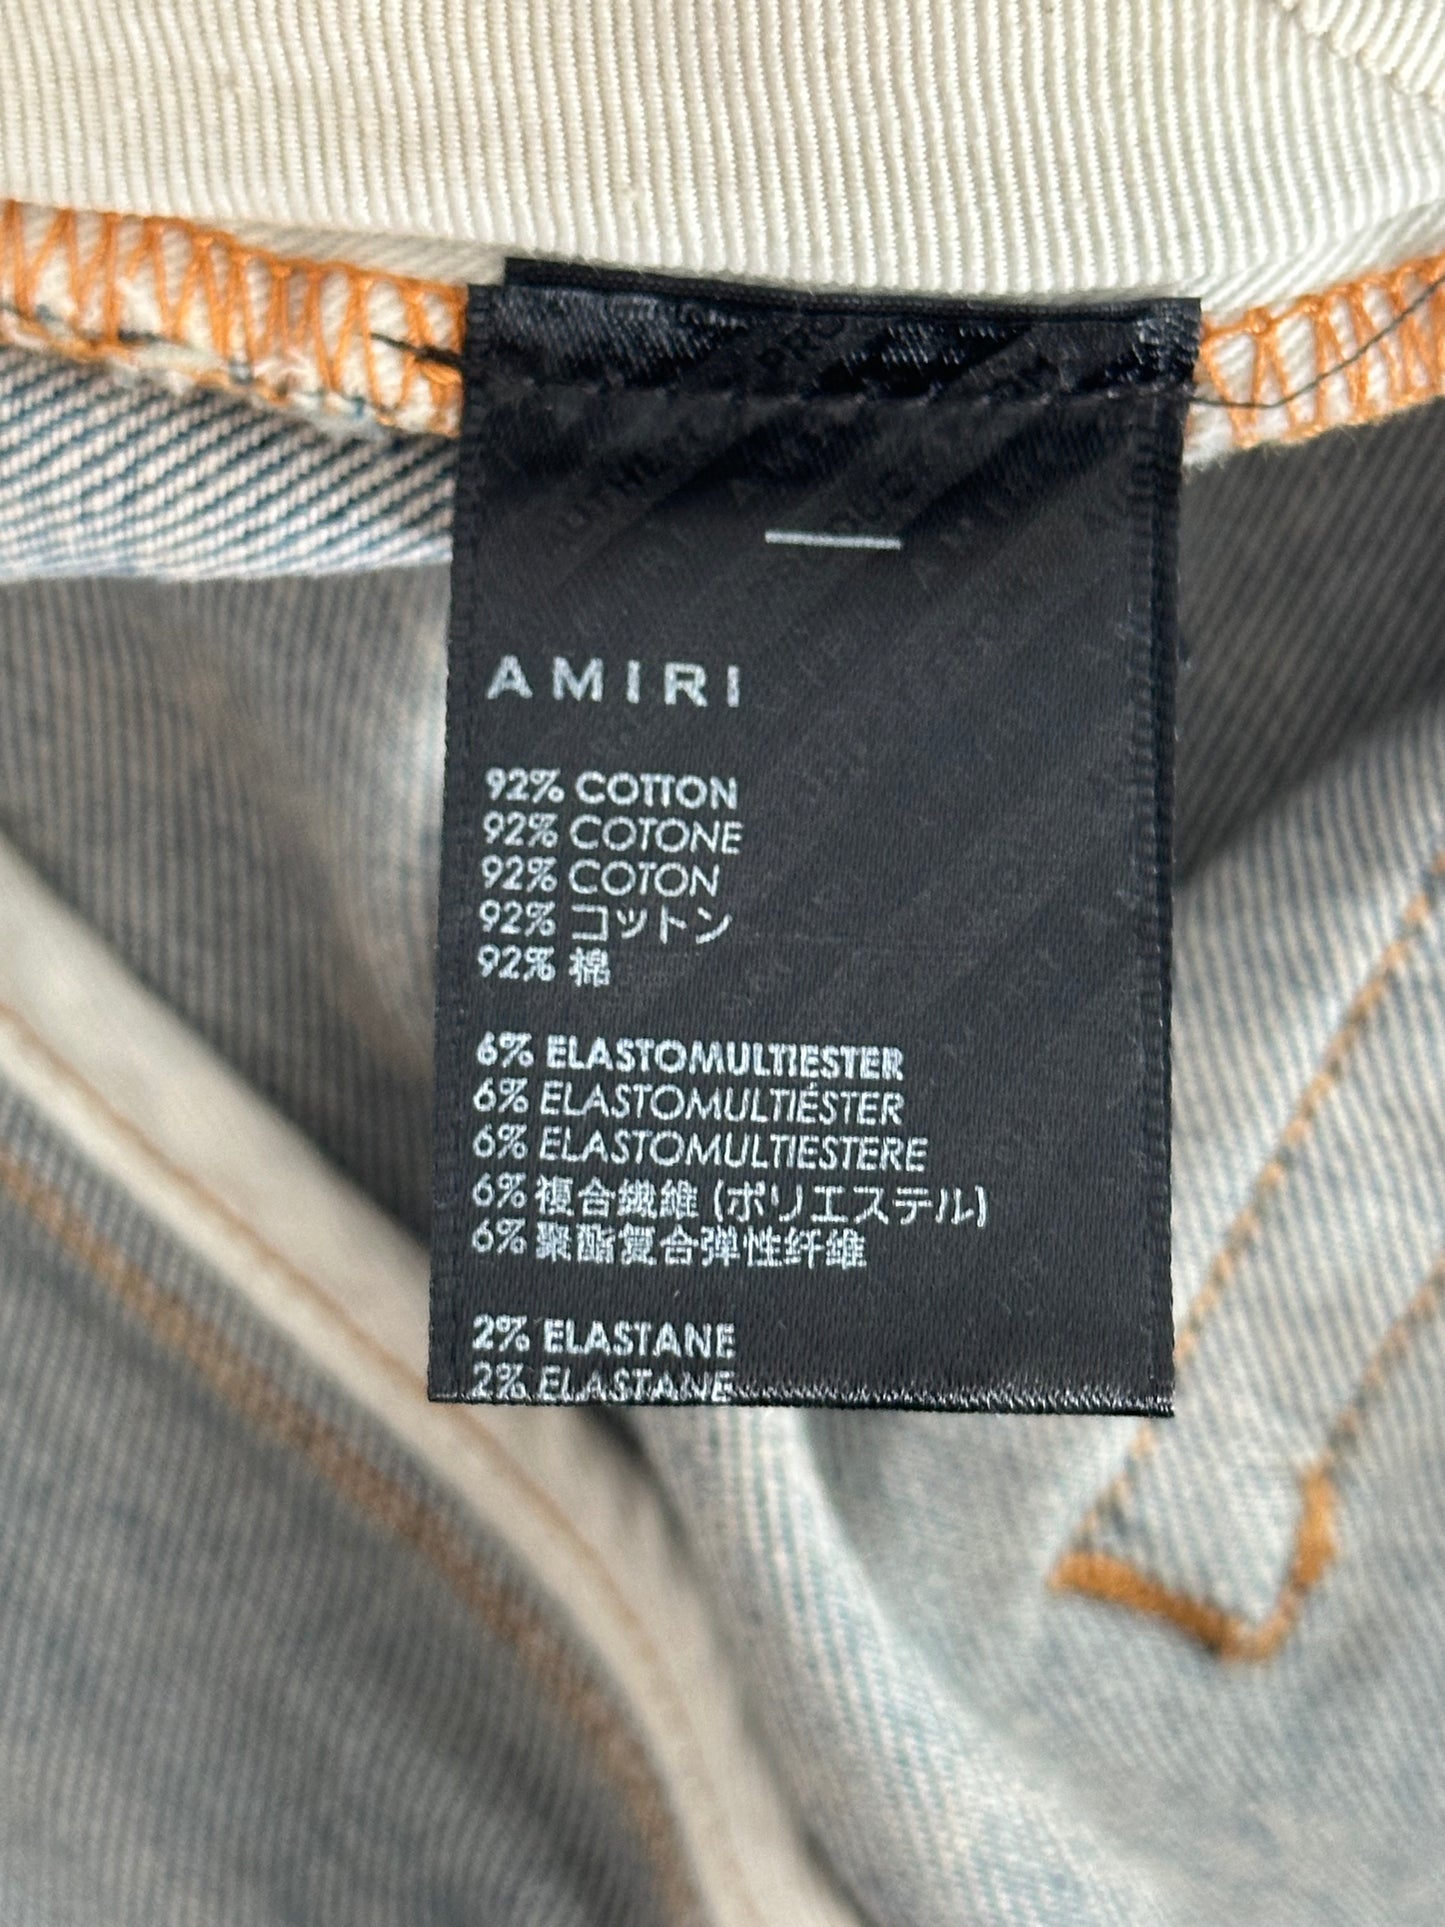 AMIRI
92% COTTON
92% COTONE
92% COTON
92% コットン
92% 棉
6% ELASTOMULTIESTER
6% ELASTOMULTIÉSTER
6% ELASTOMULTIESTERE
6% 複合繊維 (ポリエステル)
6% 聚酯复合弹性纤维
2% ELASTANE
2% ELASTANE